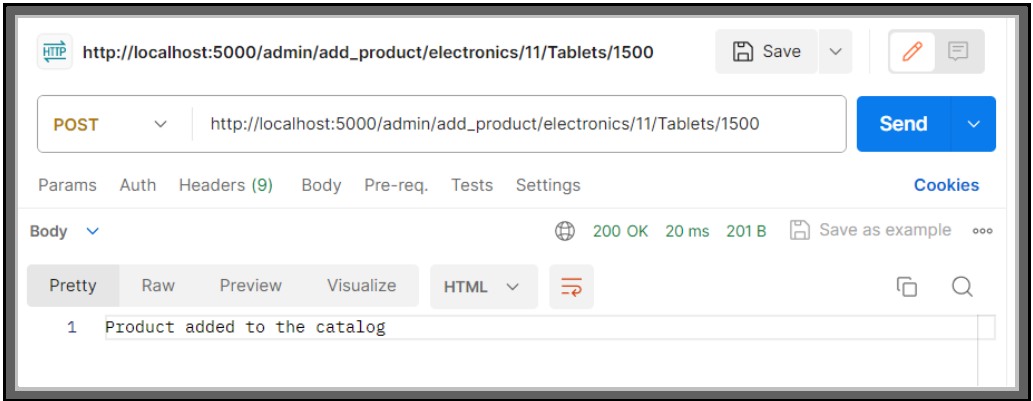 HTTP http://localhost:5000/admin/add_product/electronics/11/Tablets/1500 Save
POST http://localhost:5000/admin/add_product/electronics/11/Tablets/1500 Send
Params Auth Headers (9) Body Pre-req. Tests Settings Cookies
Body 200 OK 20 ms 201 B Save as example
Pretty Raw Preview Visualize HTML
1 Product added to the catalog